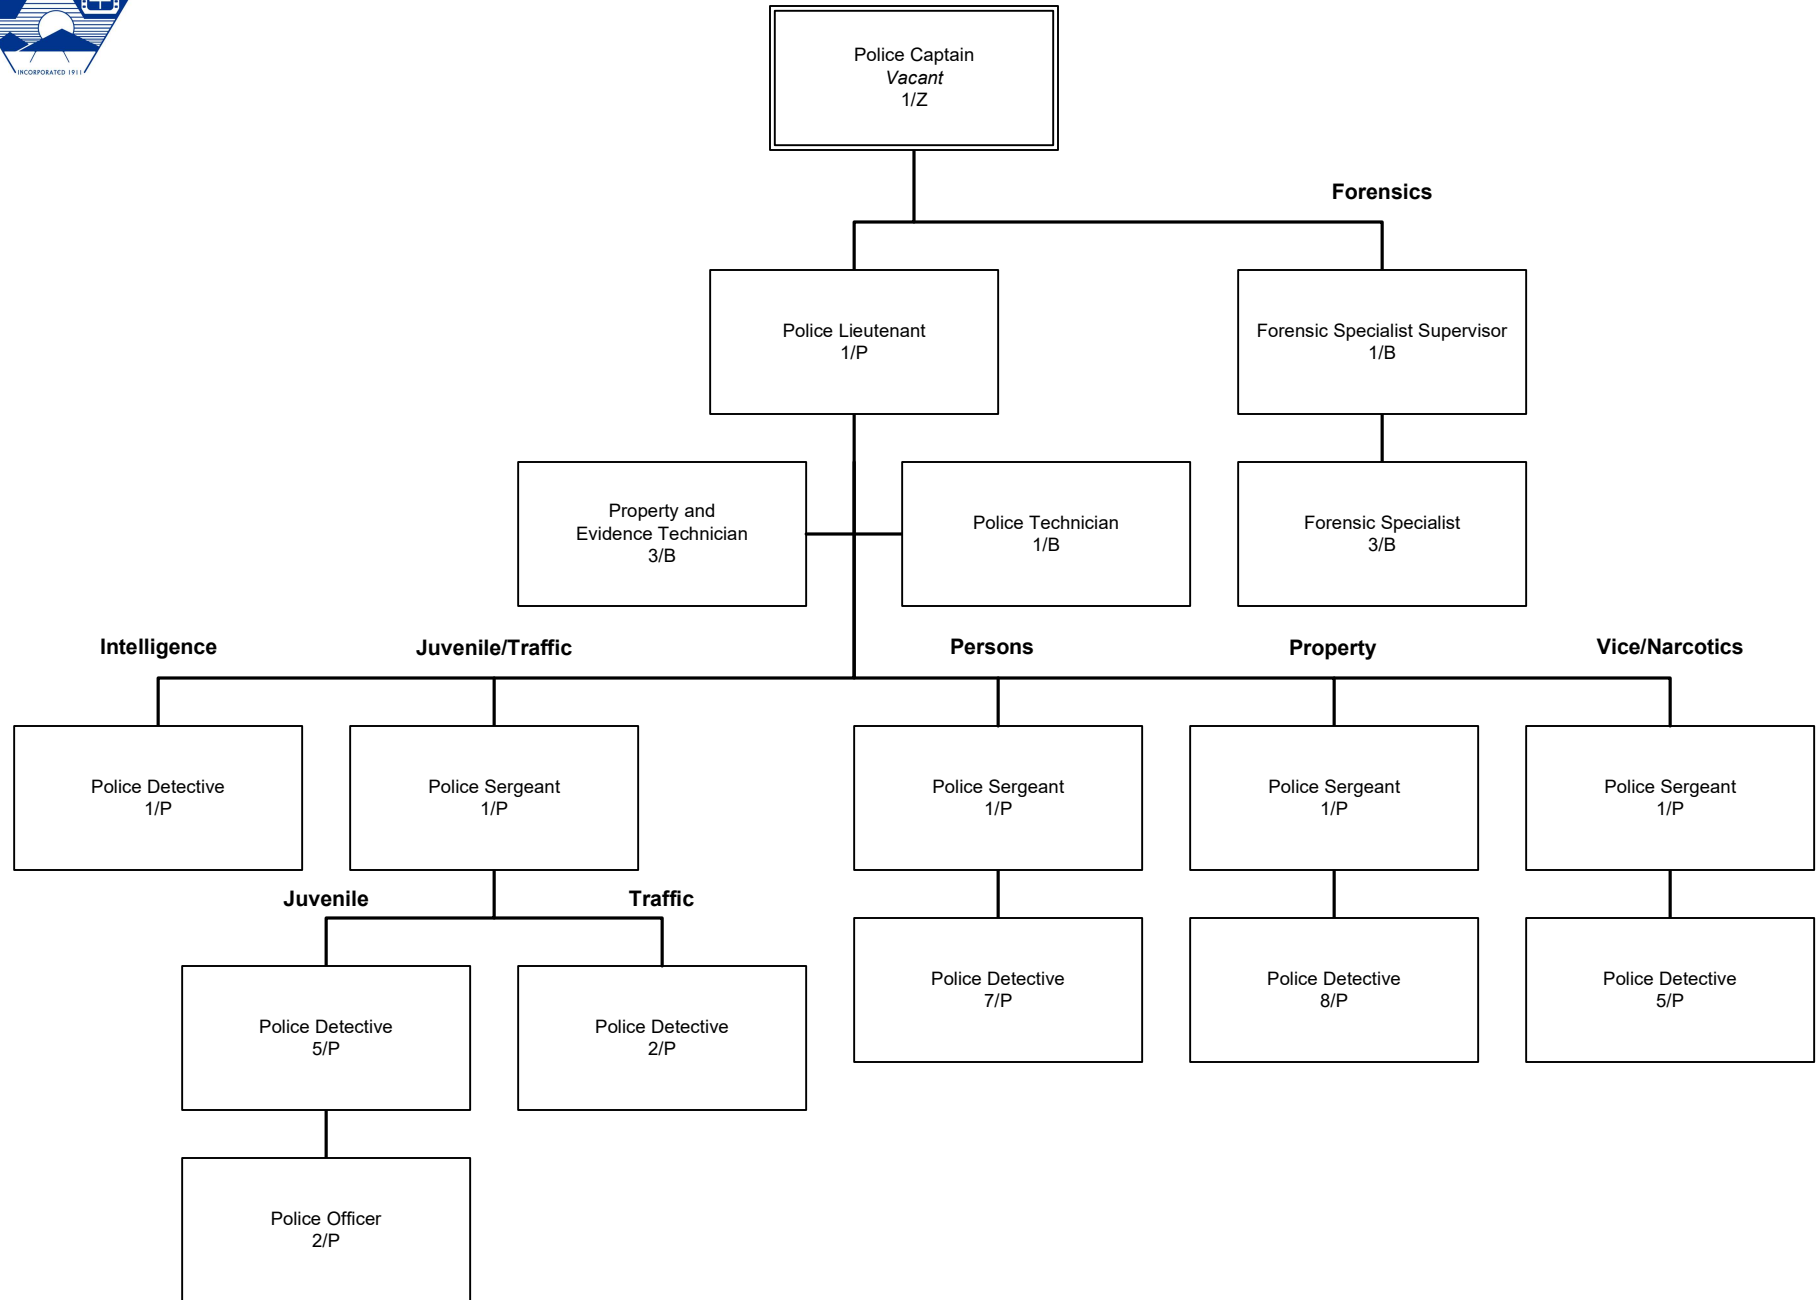 INCORPORATED 1911
Police Captain
Vacant
1/Z
Forensics
Police Lieutenant
1/P
Forensic Specialist Supervisor
1/B
Property and
Evidence Technician
3/B
Police Technician
1/B
Forensic Specialist
3/B
Intelligence
Juvenile/Traffic
Persons
Property
Vice/Narcotics
Police Detective
1/P
Police Sergeant
1/P
Police Sergeant
1/P
Police Sergeant
1/P
Police Sergeant
1/P
Juvenile
Traffic
Police Detective
5/P
Police Detective
2/P
Police Detective
7/P
Police Detective
8/P
Police Detective
5/P
Police Officer
2/P